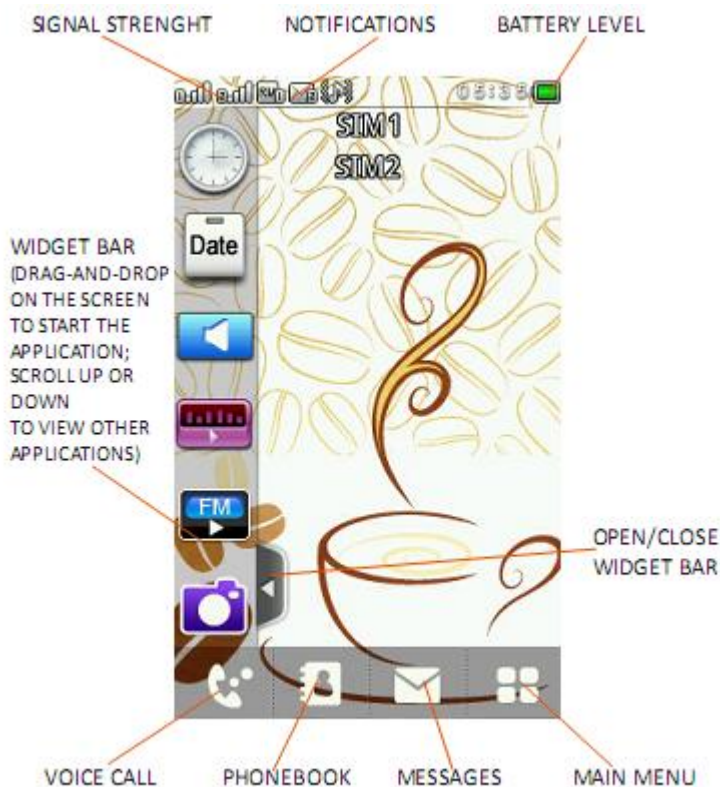 SIGNAL STRENGHT
NOTIFICATIONS
BATTERY LEVEL
05:38
SIM1
SIM2
Date
WIDGET BAR
(DRAG-AND-DROP
ON THE SCREEN
TO START THE
APPLICATION;
SCROLL UP OR
DOWN
TO VIEW OTHER
APPLICATIONS)
FM
OPEN/CLOSE
WIDGET BAR
VOICE CALL
PHONEBOOK
MESSAGES
MAIN MENU